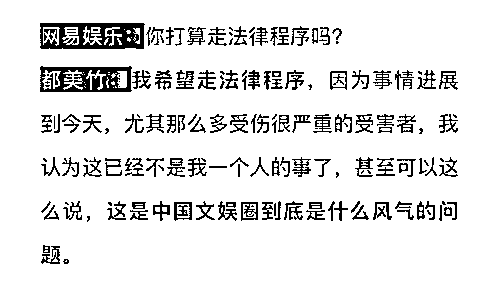 网易娱乐：你打算走法律程序吗？
都美竹：我希望走法律程序，因为事情进展
到今天，尤其那么多受伤很严重的受害者，我
认为这已经不是我一个人的事了，甚至可以这
么说，这是中国文娱圈到底是什么风气的问
题。